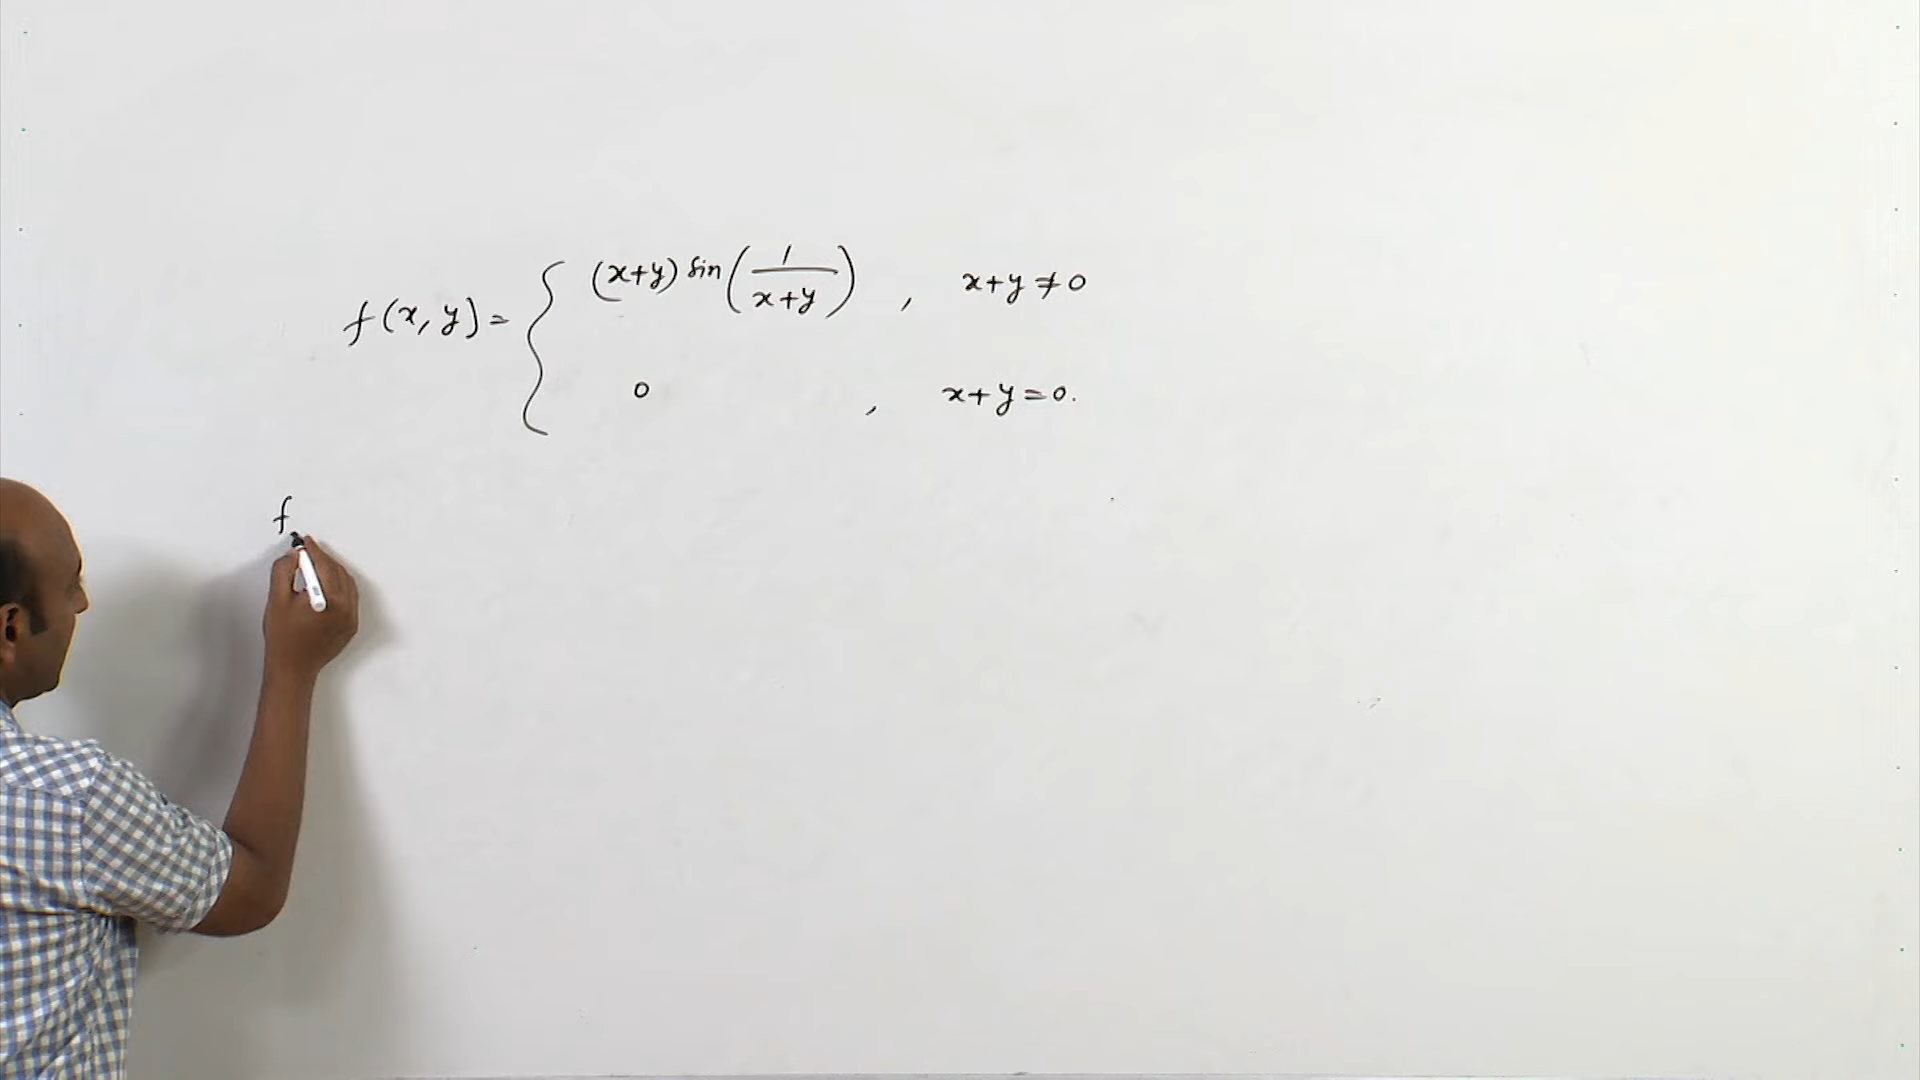 f(x, y) = { (x+y) sin(1/(x+y)) , x+y ≠ 0
0 , x+y = 0.
f